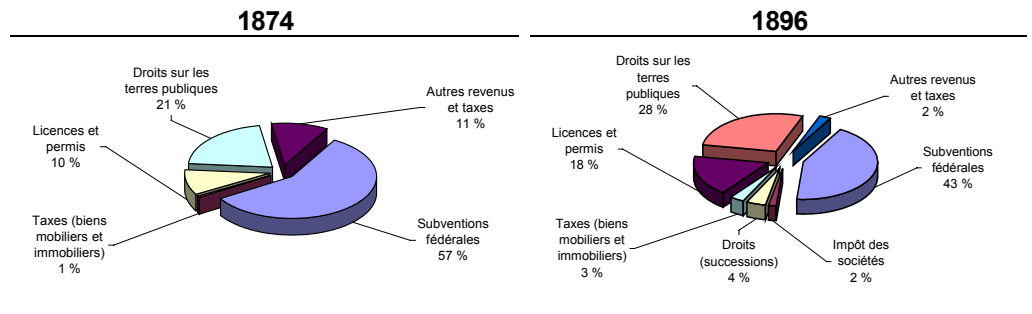 1874
Droits sur les
terres publiques
21 %
Autres revenus
et taxes
11 %
Licences et
permis
10 %
Taxes (biens
mobiliers et
immobiliers)
1 %
Subventions
fédérales
57 %
1896
Droits sur les
terres
publiques
28 %
Autres revenus
et taxes
2 %
Licences et
permis
18 %
Subventions
fédérales
43 %
Taxes (biens
mobiliers et
immobiliers)
3 %
Droits
(successions)
4 %
Impôt des
sociétés
2 %